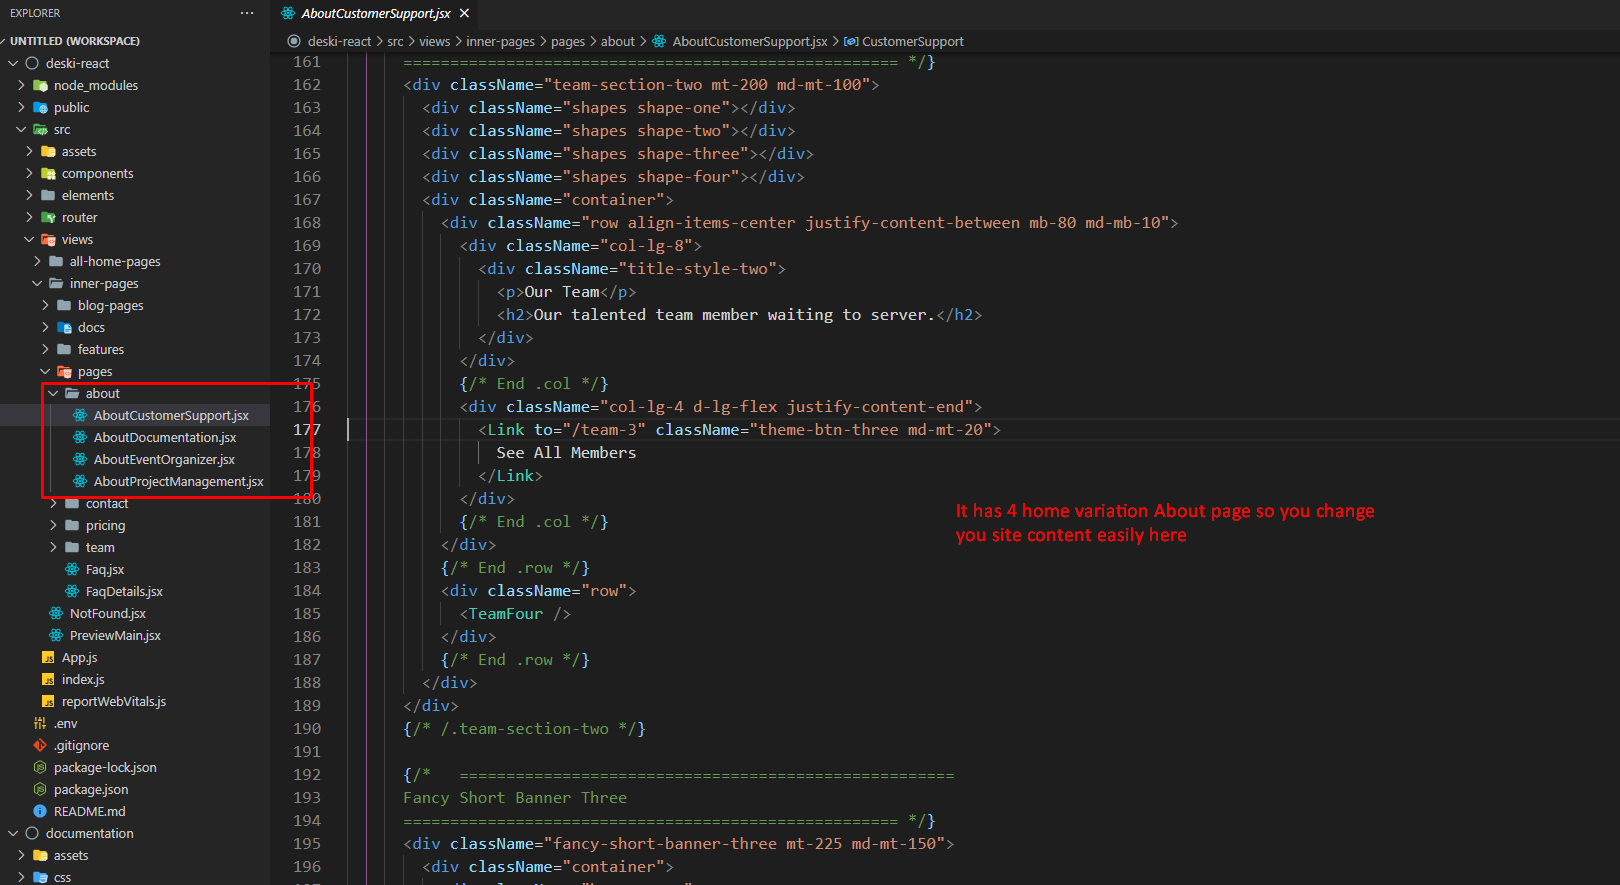 EXPLORER
UNTITLED (WORKSPACE)
deski-react
node_modules
public
src
assets
components
elements
router
views
all-home-pages
inner-pages
blog-pages
docs
features
pages
about
AboutCustomerSupport.jsx
AboutDocumentation.jsx
AboutEventOrganizer.jsx
AboutProjectManagement.jsx
contact
pricing
team
Faq.jsx
FaqDetails.jsx
NotFound.jsx
PreviewMain.jsx
App.js
index.js
reportWebVitals.js
.env
.gitignore
package-lock.json
package.json
README.md
documentation
assets
css
AboutCustomerSupport.jsx
deski-react > src > views > inner-pages > pages > about > AboutCustomerSupport.jsx > CustomerSupport
161 ===================================================== */}
162 <div className="team-section-two mt-200 md-mt-100">
163 <div className="shapes shape-one"></div>
164 <div className="shapes shape-two"></div>
165 <div className="shapes shape-three"></div>
166 <div className="shapes shape-four"></div>
167 <div className="container">
168 <div className="row align-items-center justify-content-between mb-80 md-mb-10">
169 <div className="col-lg-8">
170 <div className="title-style-two">
171 <p>Our Team</p>
172 <h2>Our talented team member waiting to server.</h2>
173 </div>
174 </div>
175 {/* End .col */}
176 <div className="col-lg-4 d-lg-flex justify-content-end">
177 <Link to="/team-3" className="theme-btn-three md-mt-20">
178 See All Members
179 </Link>
180 </div>
181 {/* End .col */}
182 </div>
183 {/* End .row */}
184 <div className="row">
185 <TeamFour />
186 </div>
187 {/* End .row */}
188 </div>
189 </div>
190 {/* /.team-section-two */}
191
192 {/* =====================================================
193 Fancy Short Banner Three
194 ===================================================== */}
195 <div className="fancy-short-banner-three mt-225 md-mt-150">
196 <div className="container">
It has 4 home variation About page so you change
you site content easily here